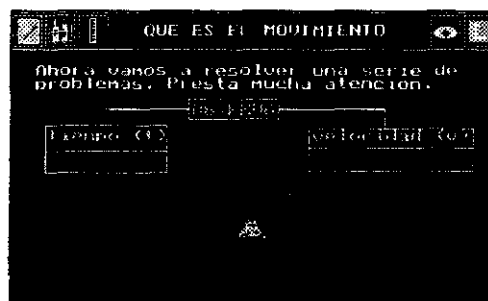 QUE ES EL MOVIMIENTO
Ahora vamos a resolver una serie de
problemas. Presta mucha atencion.
Tiempo (t)
Velocidad (v)